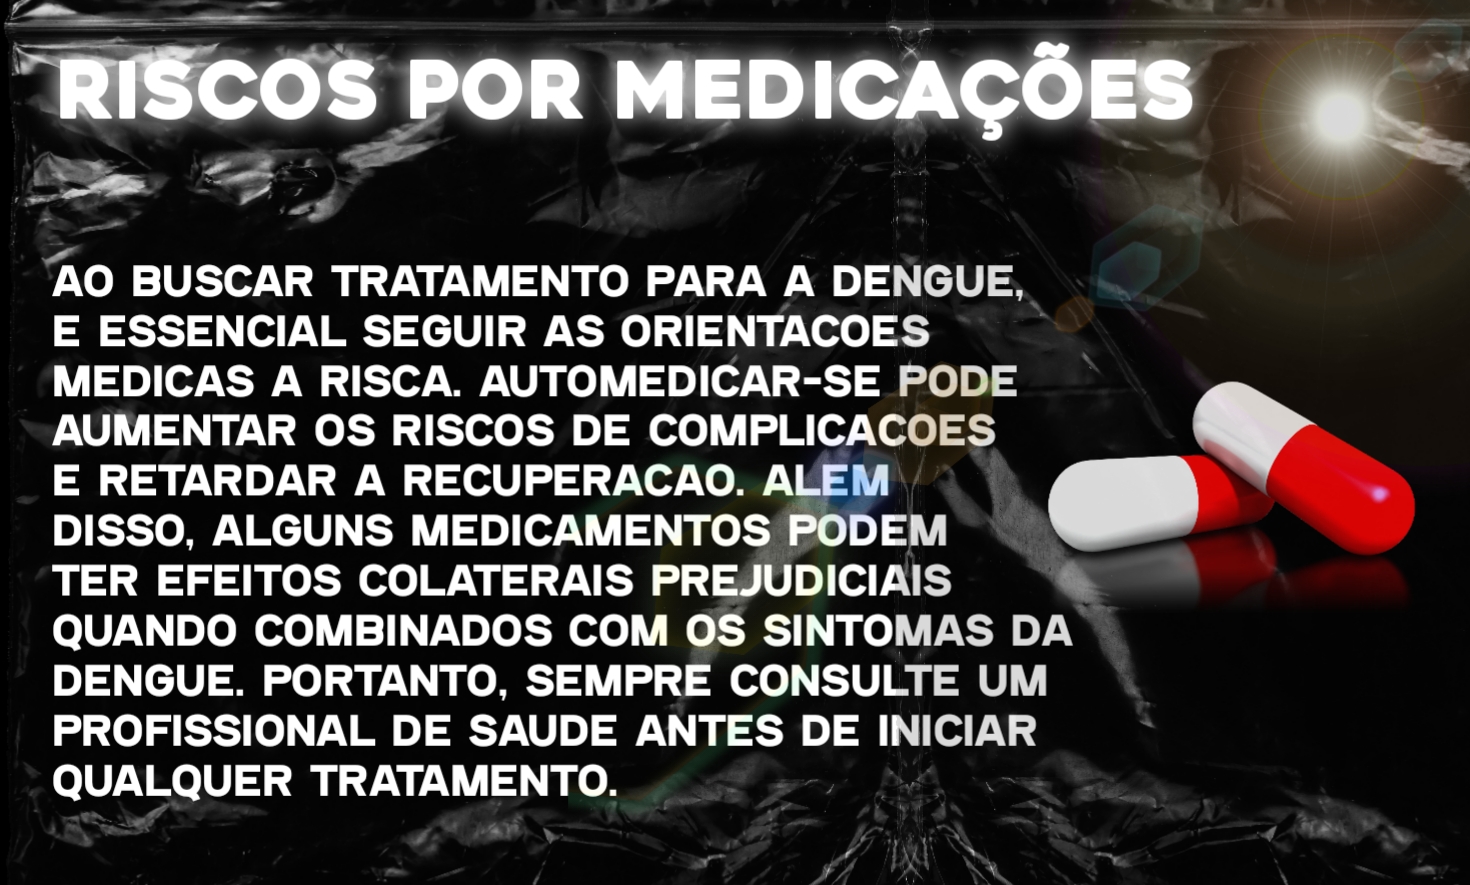 RISCOS POR MEDICAÇÕES
AO BUSCAR TRATAMENTO PARA A DENGUE,
E ESSENCIAL SEGUIR AS ORIENTACOES
MEDICAS A RISCA. AUTOMEDICAR-SE PODE
AUMENTAR OS RISCOS DE COMPLICACOES
E RETARDAR A RECUPERACAO. ALEM
DISSO, ALGUNS MEDICAMENTOS PODEM
TER EFEITOS COLATERAIS PREJUDICIAIS
QUANDO COMBINADOS COM OS SINTOMAS DA
DENGUE. PORTANTO, SEMPRE CONSULTE UM
PROFISSIONAL DE SAUDE ANTES DE INICIAR
QUALQUER TRATAMENTO.